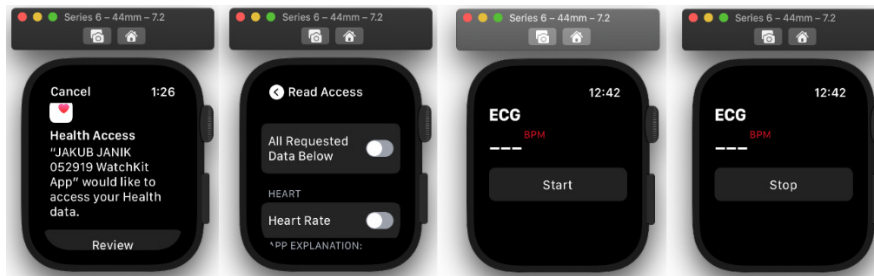 Series 6 – 44mm – 7.2
Cancel 1:26
Health Access
“JAKUB JANIK
052919 WatchKit
App” would like to
access your Health
data.
Review
Series 6 – 44mm – 7.2
Read Access
All Requested
Data Below
HEART
Heart Rate
APP EXPLANATION:
Series 6 – 44mm – 7.2
12:42
ECG
BPM
---
Start
Series 6 – 44mm – 7.2
12:42
ECG
BPM
---
Stop